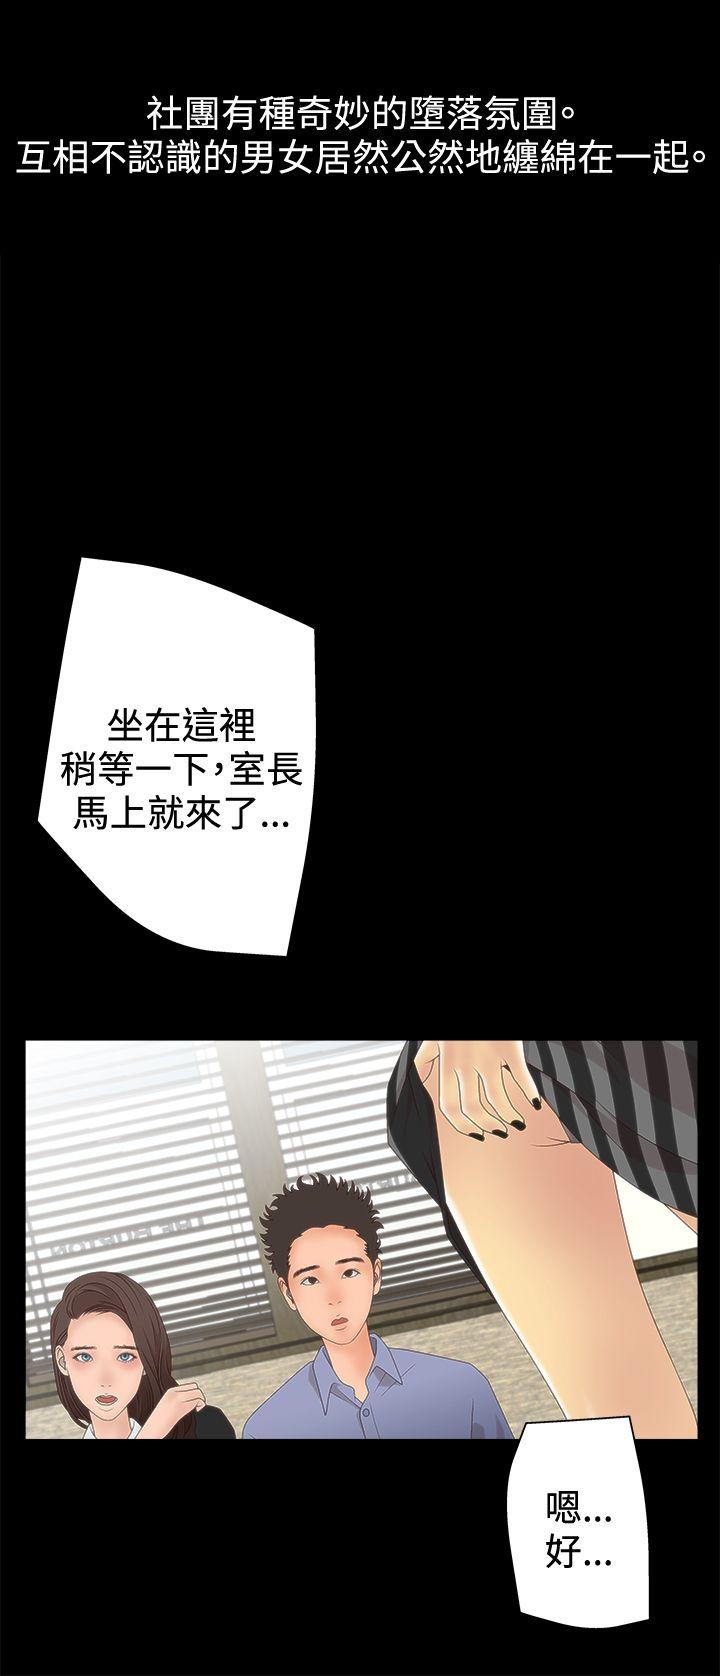 社團有種奇妙的墮落氛圍。
互相不認識的男女居然公然地纏綿在一起。
坐在這裡
稍等一下，室長
馬上就來了...
嗯...
好...